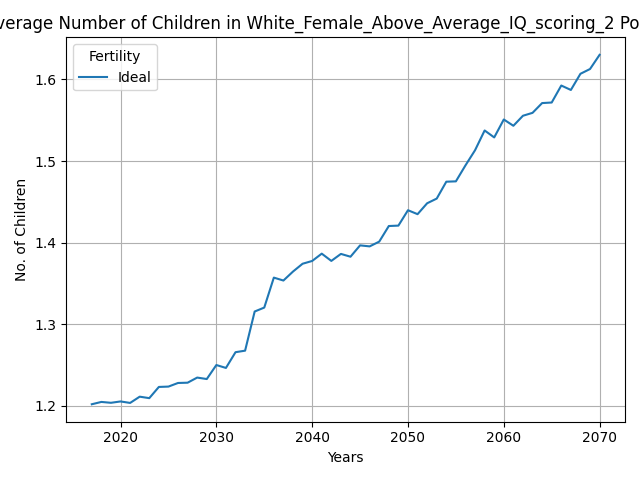 verage Number of Children in White_Female_Above_Average_IQ_scoring_2 Po
Fertility
Ideal
No. of Children
1.6
1.5
1.4
1.3
1.2
2020 2030 2040 2050 2060 2070
Years